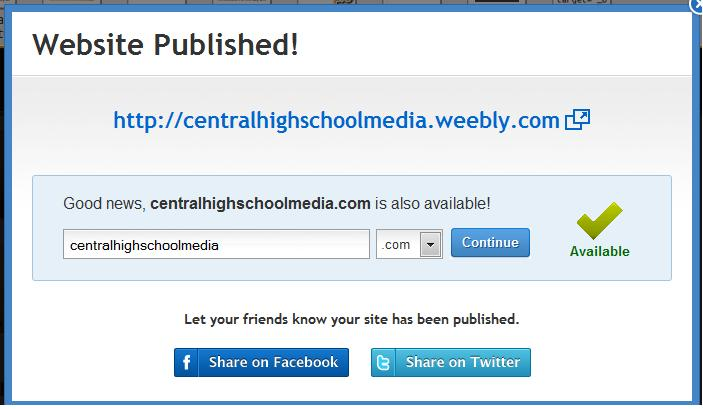 Website Published!
http://centralhighschoolmedia.weebly.com
Good news, centralhighschoolmedia.com is also available!
centralhighschoolmedia .com Continue
Available
Let your friends know your site has been published.
f Share on Facebook t Share on Twitter